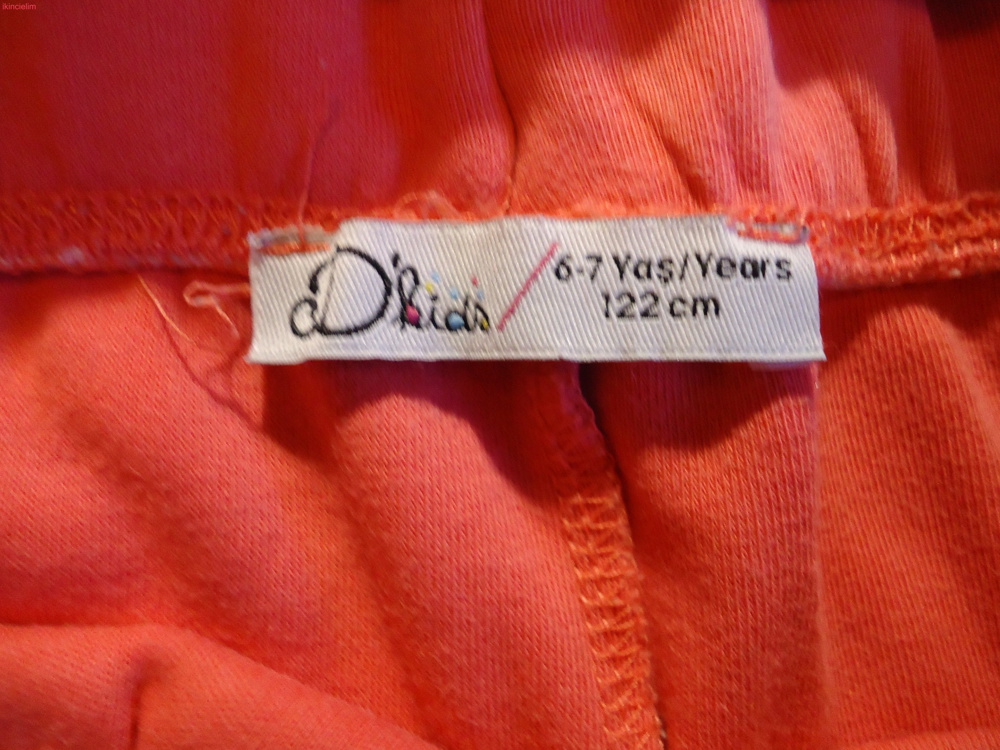 ikincielim
D'kids / 6-7 Yaş/Years
122 cm